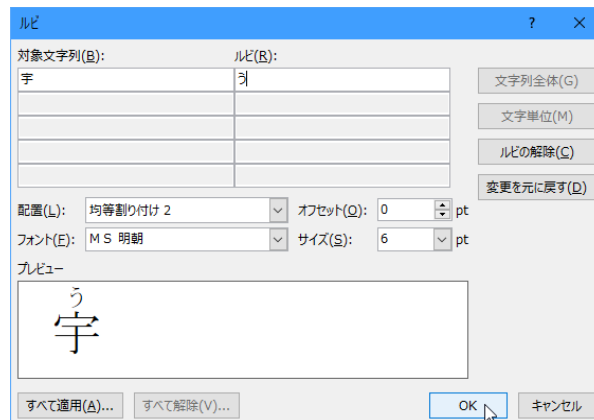 ルビ ? ×
対象文字列(B): ルビ(R):
宇 う
文字列全体(G)
文字単位(M)
ルビの解除(C)
変更を元に戻す(D)
配置(L): 均等割り付け 2 オフセット(O): 0 pt
フォント(F): ＭＳ 明朝 サイズ(S): 6 pt
プレビュー
う
宇
すべて適用(A)... すべて解除(V)... OK キャンセル